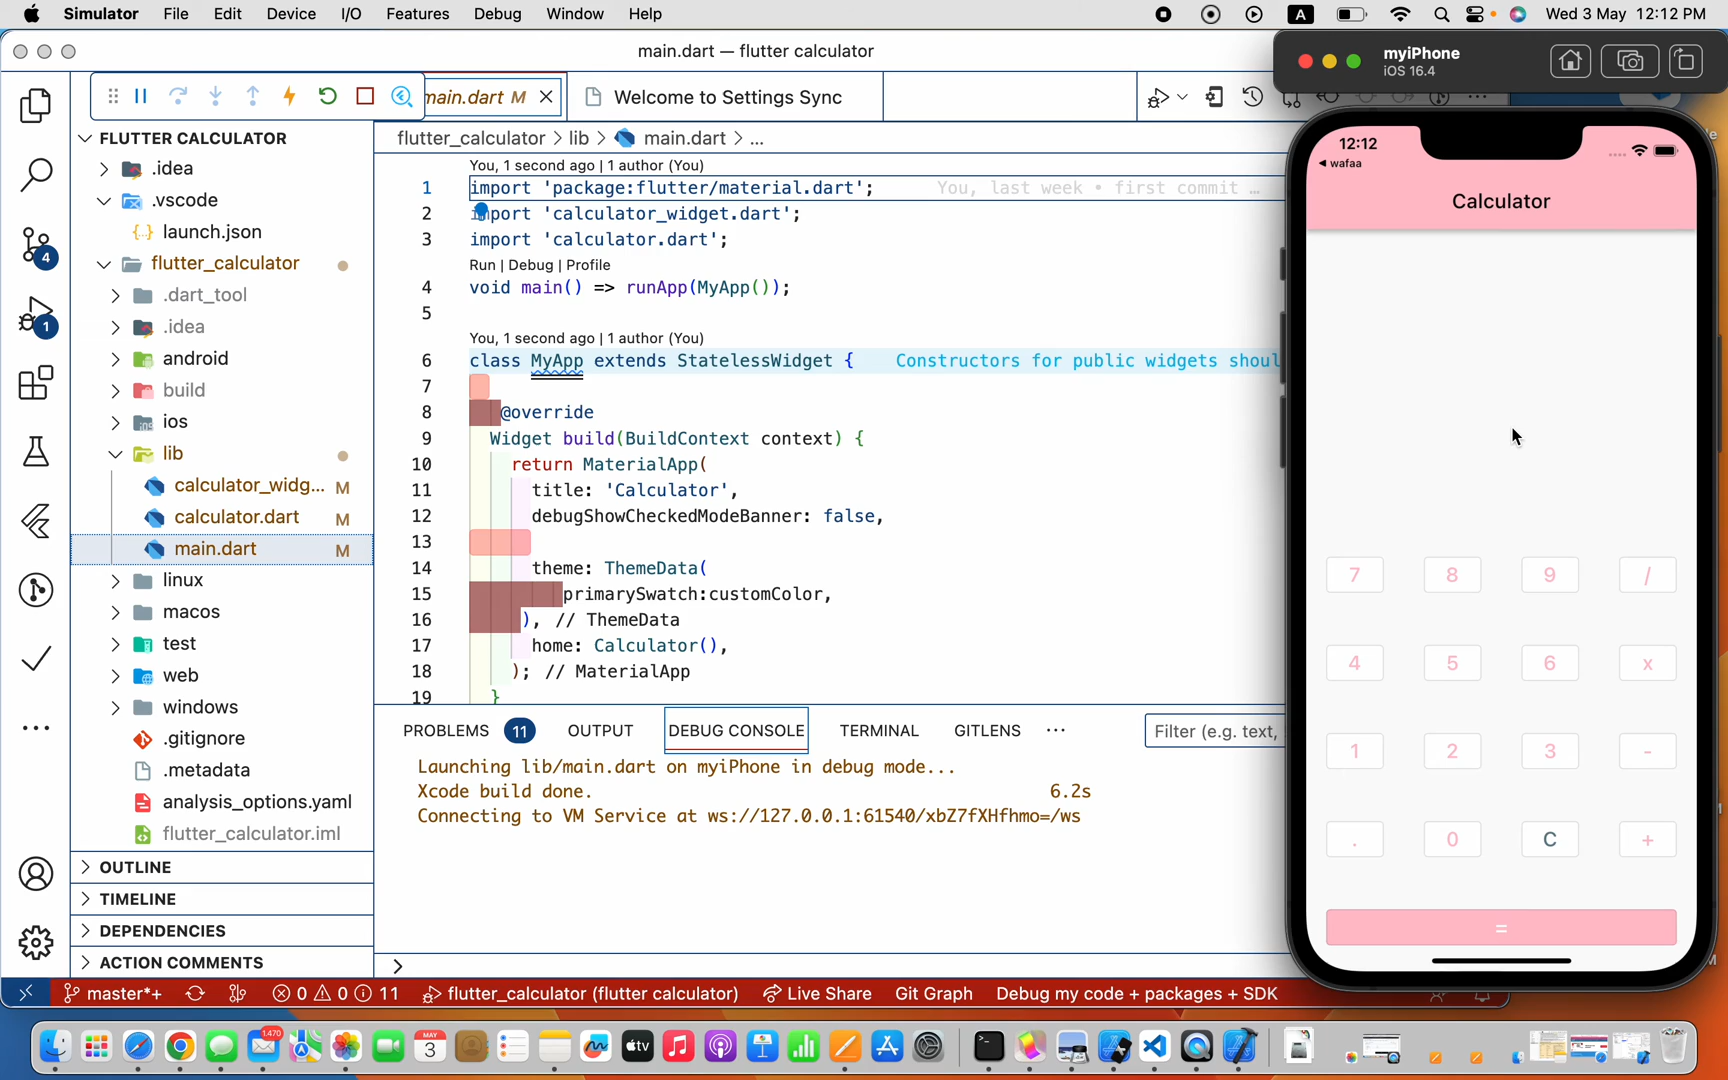 Simulator File Edit Device I/O Features Debug Window Help
A Wed 3 May 12:12 PM
main.dart — flutter calculator
main.dart M
Welcome to Settings Sync
FLUTTER CALCULATOR
.idea
.vscode
launch.json
flutter_calculator
.dart_tool
.idea
android
build
ios
lib
calculator_widg... M
calculator.dart M
main.dart M
linux
macos
test
web
windows
.gitignore
.metadata
analysis_options.yaml
flutter_calculator.iml
OUTLINE
TIMELINE
DEPENDENCIES
ACTION COMMENTS
4
1
flutter_calculator > lib > main.dart > ...
You, 1 second ago | 1 author (You)
1 import 'package:flutter/material.dart'; You, last week • first commit …
2 import 'calculator_widget.dart';
3 import 'calculator.dart';
Run | Debug | Profile
4 void main() => runApp(MyApp());
5
You, 1 second ago | 1 author (You)
6 class MyApp extends StatelessWidget { Constructors for public widgets shoul
7
8 @override
9 Widget build(BuildContext context) {
10 return MaterialApp(
11 title: 'Calculator',
12 debugShowCheckedModeBanner: false,
13
14 theme: ThemeData(
15 primarySwatch:customColor,
16 ), // ThemeData
17 home: Calculator(),
18 ); // MaterialApp
19 }
PROBLEMS 11 OUTPUT DEBUG CONSOLE TERMINAL GITLENS ...
Filter (e.g. text,
Launching lib/main.dart on myiPhone in debug mode...
Xcode build done. 6.2s
Connecting to VM Service at ws://127.0.0.1:61540/xbZ7fXHfhmo=/ws
>
master*+ 0 0 11 flutter_calculator (flutter calculator) Live Share Git Graph Debug my code + packages + SDK
myiPhone
iOS 16.4
12:12
wafaa
Calculator
7 8 9 /
4 5 6 x
1 2 3 -
. 0 C +
=
1,470
MAY
3
tv